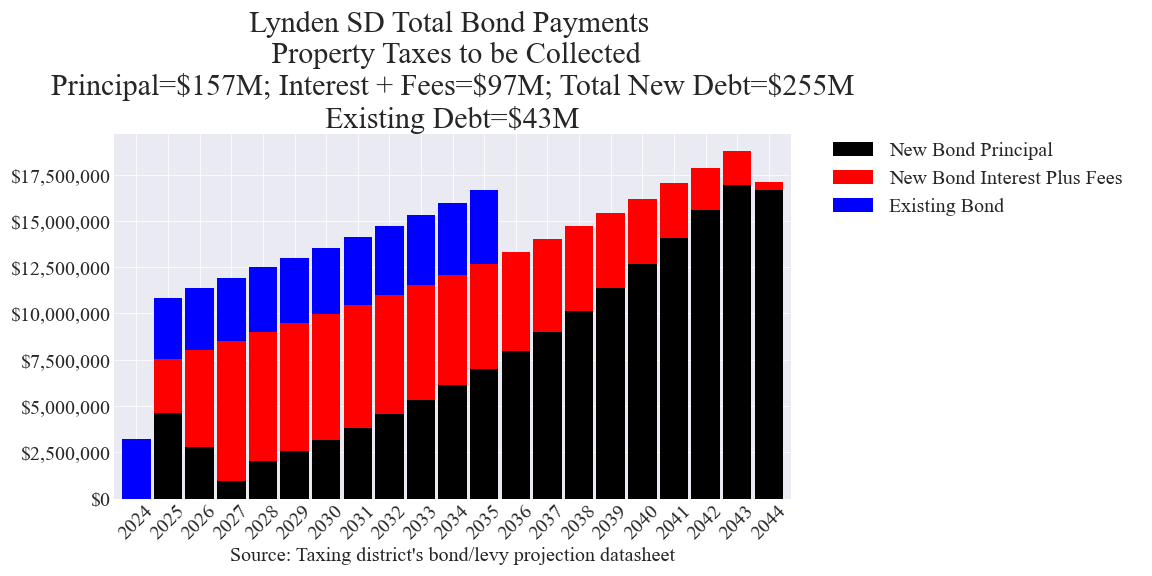 Lynden SD Total Bond Payments
Property Taxes to be Collected
Principal=$157M; Interest + Fees=$97M; Total New Debt=$255M
Existing Debt=$43M
New Bond Principal
New Bond Interest Plus Fees
Existing Bond
$17,500,000
$15,000,000
$12,500,000
$10,000,000
$7,500,000
$5,000,000
$2,500,000
$0
2024 2025 2026 2027 2028 2029 2030 2031 2032 2033 2034 2035 2036 2037 2038 2039 2040 2041 2042 2043 2044
Source: Taxing district's bond/levy projection datasheet